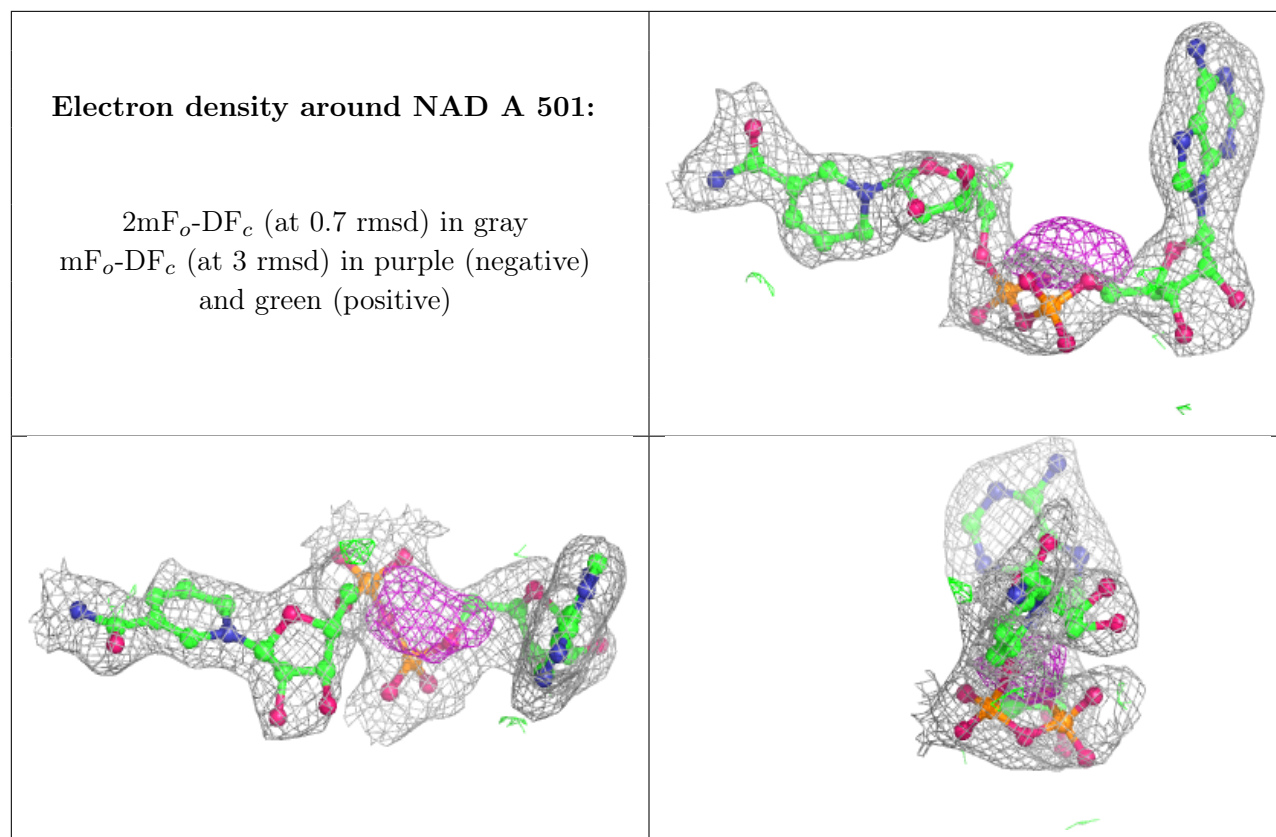 Electron density around NAD A 501:
2mFo-DFc (at 0.7 rmsd) in gray
mFo-DFc (at 3 rmsd) in purple (negative)
and green (positive)